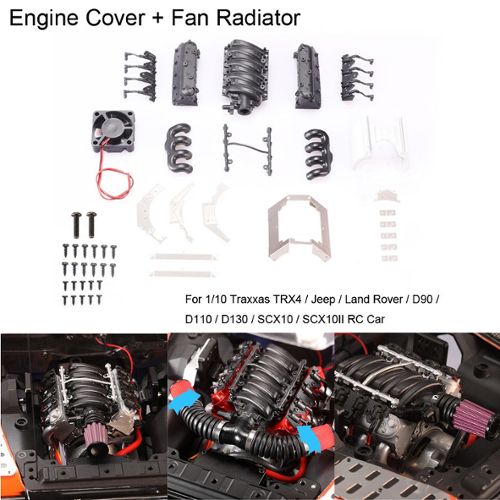 Engine Cover + Fan Radiator
For 1/10 Traxxas TRX4 / Jeep / Land Rover / D90 /
D110 / D130 / SCX10 / SCX10II RC Car